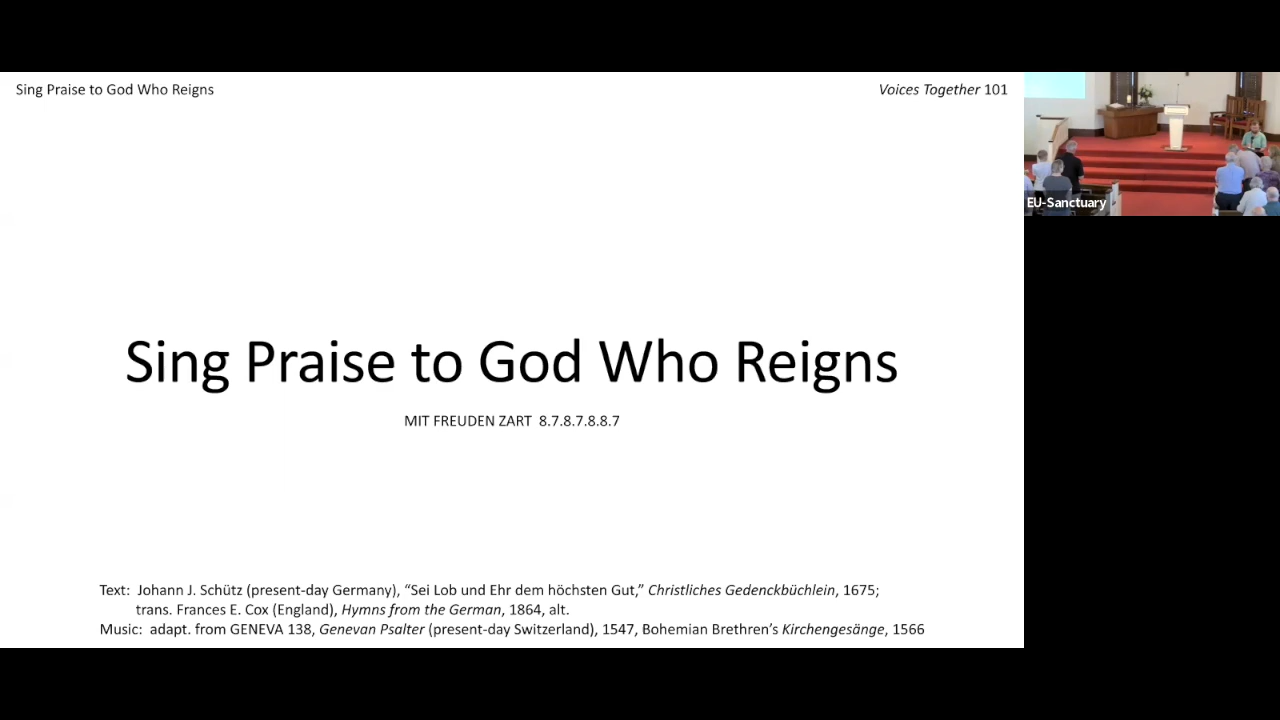 Sing Praise to God Who Reigns
Voices Together 101
EU-Sanctuary
Sing Praise to God Who Reigns
MIT FREUDEN ZART 8.7.8.7.8.8.7
Text: Johann J. Schütz (present-day Germany), “Sei Lob und Ehr dem höchsten Gut,” Christliches Gedenckbüchlein, 1675;
trans. Frances E. Cox (England), Hymns from the German, 1864, alt.
Music: adapt. from GENEVA 138, Genevan Psalter (present-day Switzerland), 1547, Bohemian Brethren’s Kirchengesänge, 1566